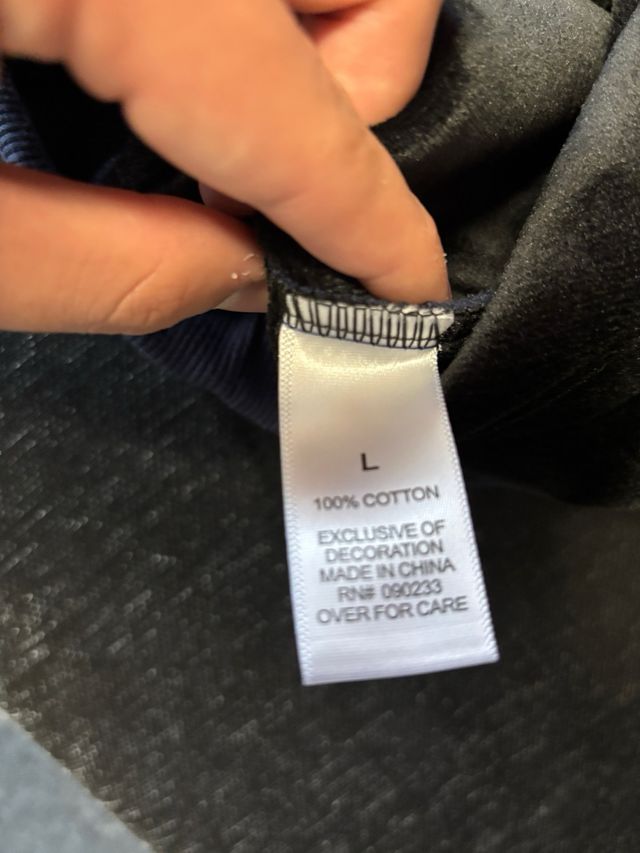 L
100% COTTON
EXCLUSIVE OF
DECORATION
MADE IN CHINA
RN# 090233
OVER FOR CARE